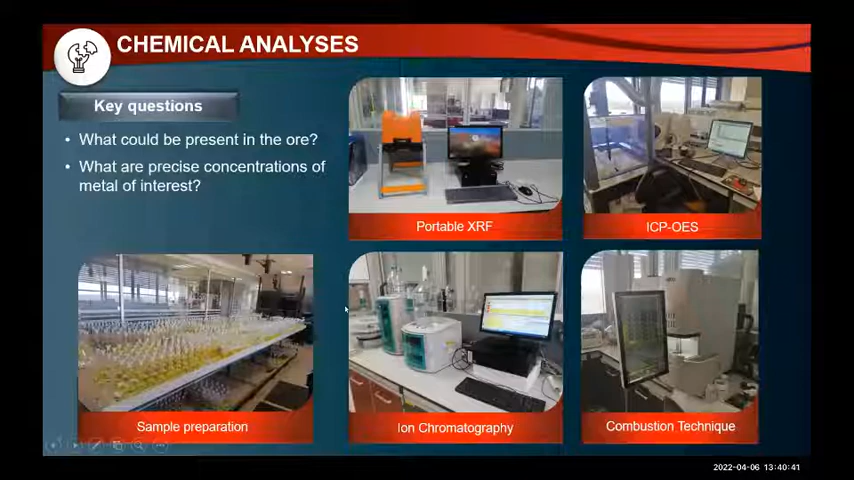 CHEMICAL ANALYSES
Key questions
• What could be present in the ore?
• What are precise concentrations of
metal of interest?
Portable XRF
ICP-OES
Sample preparation
Ion Chromatography
Combustion Technique
2022-04-06 13:40:41